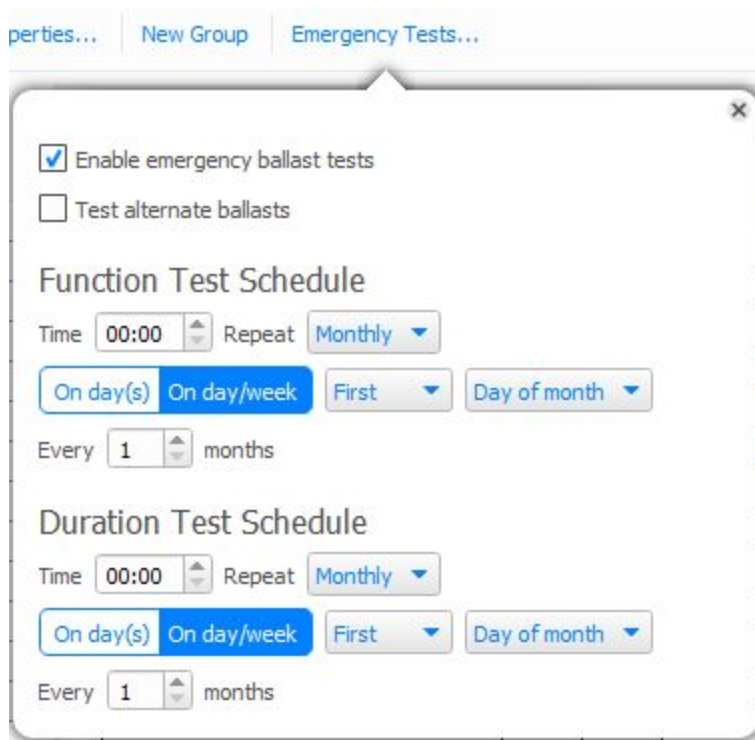 perties... New Group Emergency Tests...
Enable emergency ballast tests
Test alternate ballasts
Function Test Schedule
Time 00:00 Repeat Monthly
On day(s) On day/week First Day of month
Every 1 months
Duration Test Schedule
Time 00:00 Repeat Monthly
On day(s) On day/week First Day of month
Every 1 months